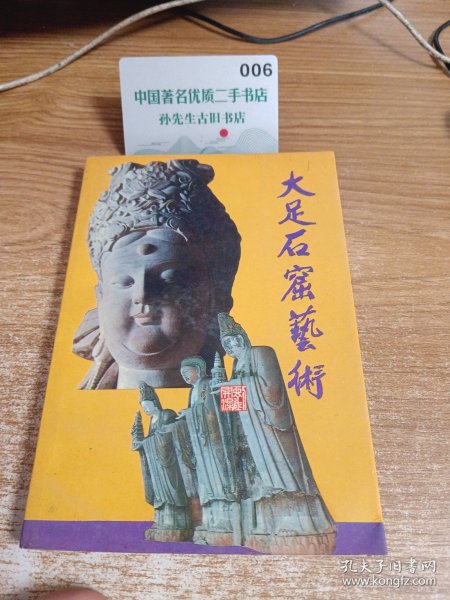 006
中国著名优质二手书店
孙先生古旧书店
大足石窟藝術
孔夫子旧书网
www.kongfz.com